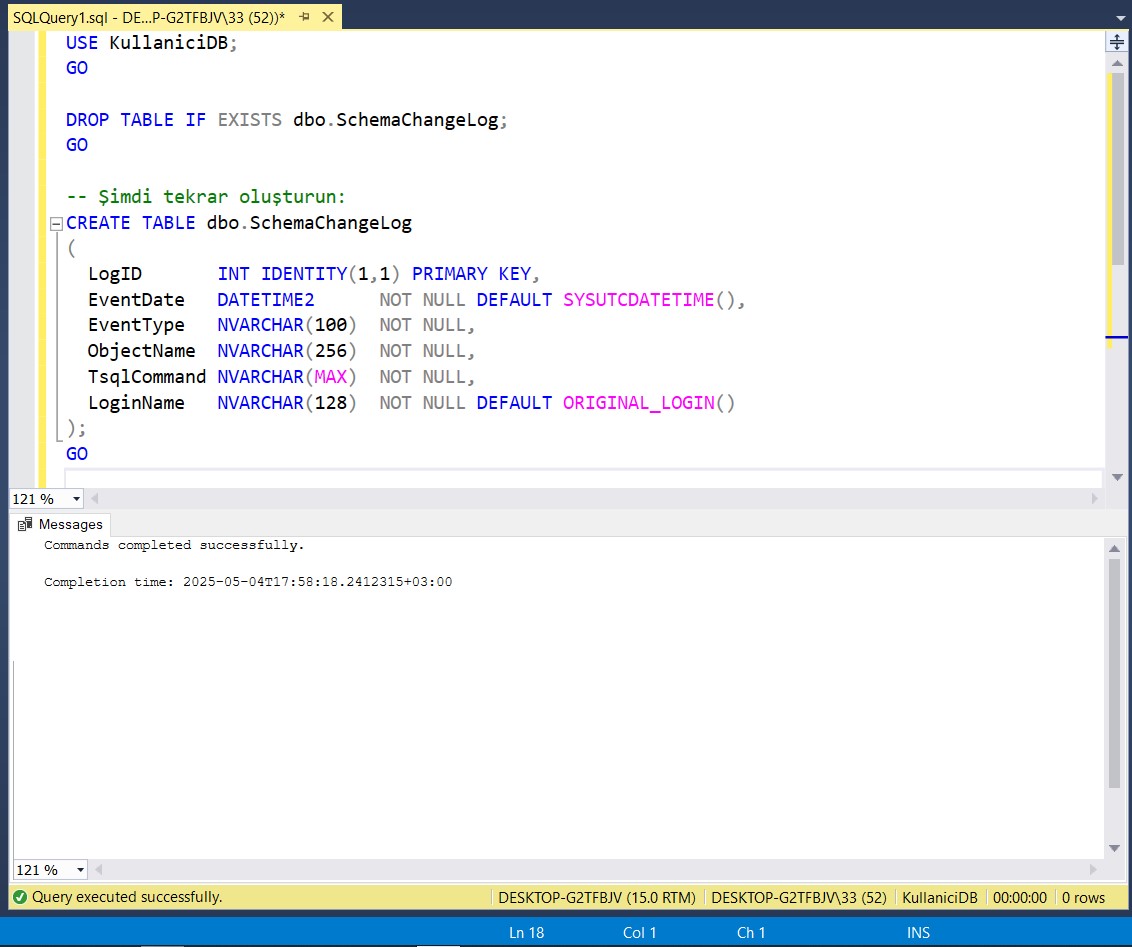 SQLQuery1.sql - DE...P-G2TFBJV\33 (52))*
USE KullaniciDB;
GO
DROP TABLE IF EXISTS dbo.SchemaChangeLog;
GO
-- Şimdi tekrar oluşturun:
CREATE TABLE dbo.SchemaChangeLog
(
LogID INT IDENTITY(1,1) PRIMARY KEY,
EventDate DATETIME2 NOT NULL DEFAULT SYSUTCDATETIME(),
EventType NVARCHAR(100) NOT NULL,
ObjectName NVARCHAR(256) NOT NULL,
TsqlCommand NVARCHAR(MAX) NOT NULL,
LoginName NVARCHAR(128) NOT NULL DEFAULT ORIGINAL_LOGIN()
);
GO
121 %
Messages
Commands completed successfully.
Completion time: 2025-05-04T17:58:18.2412315+03:00
121 %
Query executed successfully. DESKTOP-G2TFBJV (15.0 RTM) DESKTOP-G2TFBJV\33 (52) KullaniciDB 00:00:00 0 rows
Ln 18 Col 1 Ch 1 INS